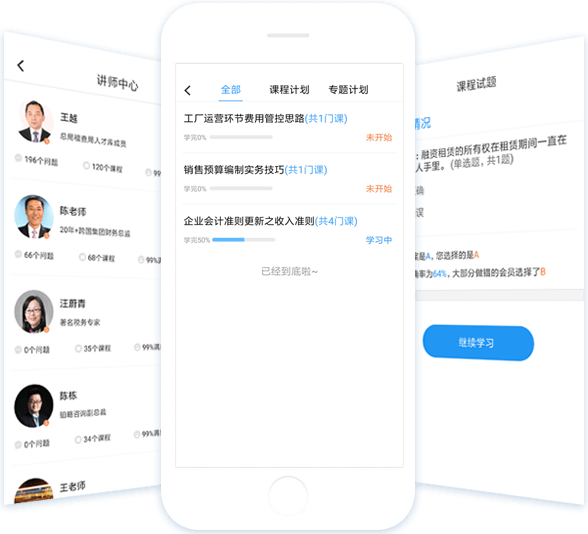 讲师中心
王越
总局稽查局人才库成员
196个问题
120个课程
99
陈老师
20年+跨国集团财务总监
66个问题
68个课程
99%满
汪蔚青
著名税务专家
0个问题
35个课程
99%满
陈栋
铂略咨询副总裁
0个问题
34个课程
99%满
王老师
全部
课程计划
专题计划
工厂运营环节费用管控思路(共1门课)
学完0%
未开始
销售预算编制实务技巧(共1门课)
学完0%
未开始
企业会计准则更新之收入准则(共4门课)
学完50%
学习中
已经到底啦~
课程试题
情况
: 融资租赁的所有权在租赁期间一直在
人手里。(单选题, 共1题)
确
误
是A, 您选择的是A
率为64%, 大部分做错的会员选择了B
继续学习